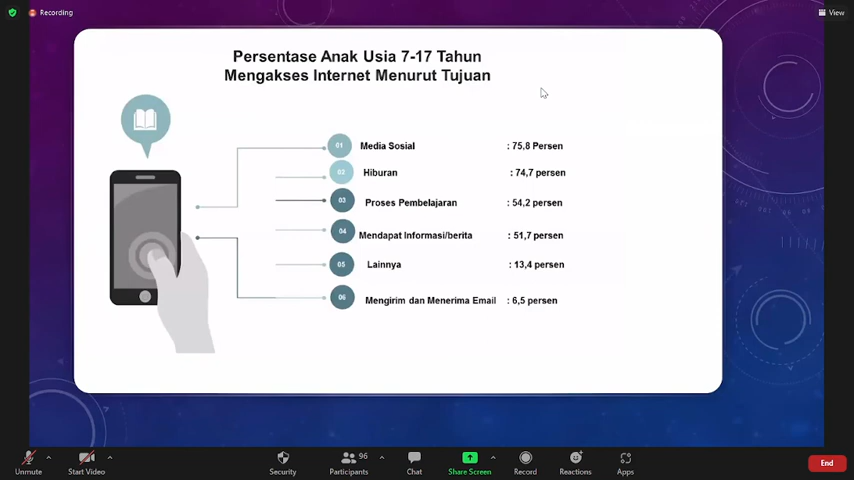 Recording
View
Persentase Anak Usia 7-17 Tahun
Mengakses Internet Menurut Tujuan
01 Media Sosial : 75,8 Persen
02 Hiburan : 74,7 persen
03 Proses Pembelajaran : 54,2 persen
04 Mendapat Informasi/berita : 51,7 persen
05 Lainnya : 13,4 persen
06 Mengirim dan Menerima Email : 6,5 persen
96
Unmute Start Video Security Participants Chat Share Screen Record Reactions Apps End